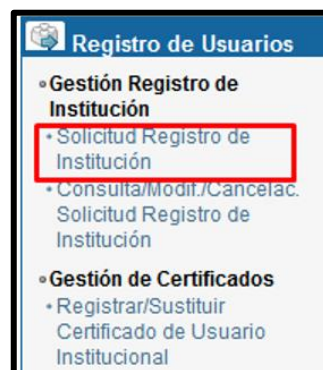 Registro de Usuarios
Gestión Registro de
Institución
Solicitud Registro de
Institución
Consulta/Modif./Cancelac.
Solicitud Registro de
Institución
Gestión de Certificados
Registrar/Sustituir
Certificado de Usuario
Institucional